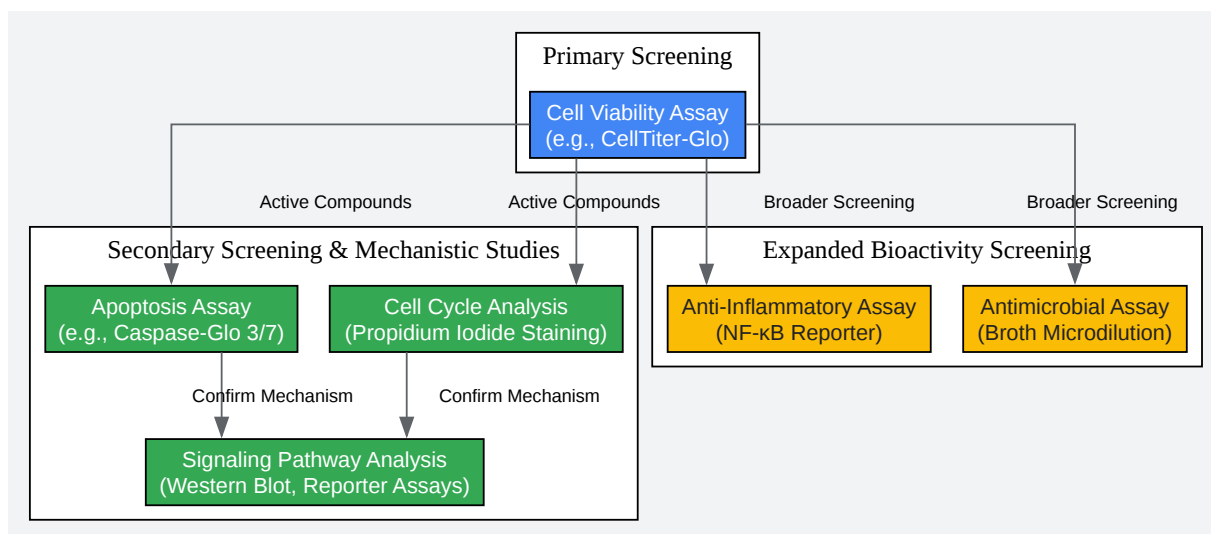 Primary Screening
Cell Viability Assay
(e.g., CellTiter-Glo)
Active Compounds
Active Compounds
Broader Screening
Broader Screening
Secondary Screening & Mechanistic Studies
Apoptosis Assay
(e.g., Caspase-Glo 3/7)
Cell Cycle Analysis
(Propidium Iodide Staining)
Confirm Mechanism
Confirm Mechanism
Signaling Pathway Analysis
(Western Blot, Reporter Assays)
Expanded Bioactivity Screening
Anti-Inflammatory Assay
(NF-κB Reporter)
Antimicrobial Assay
(Broth Microdilution)